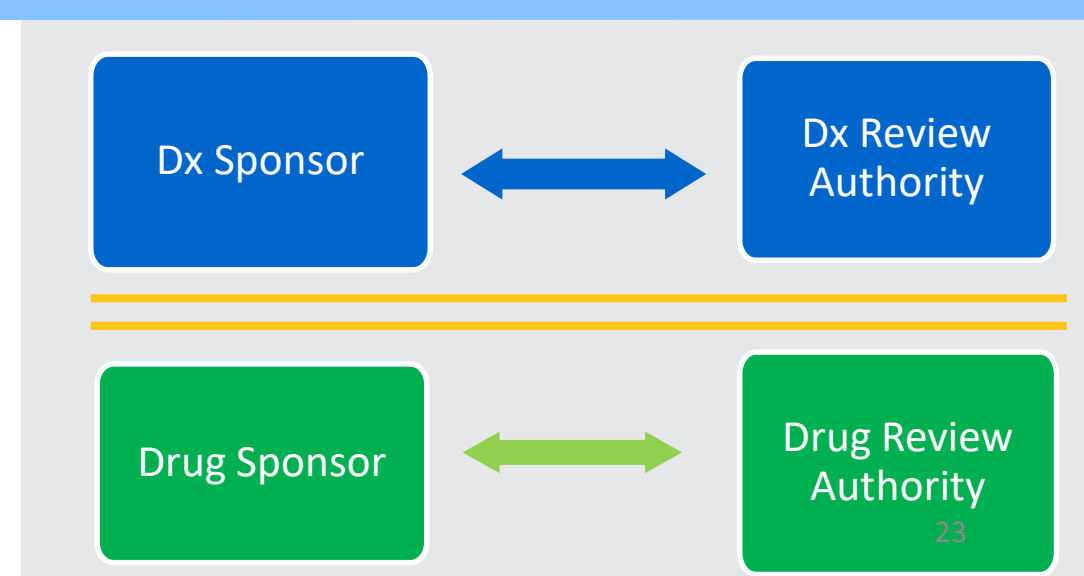 Dx Sponsor
Dx Review
Authority
Drug Sponsor
Drug Review
Authority
23